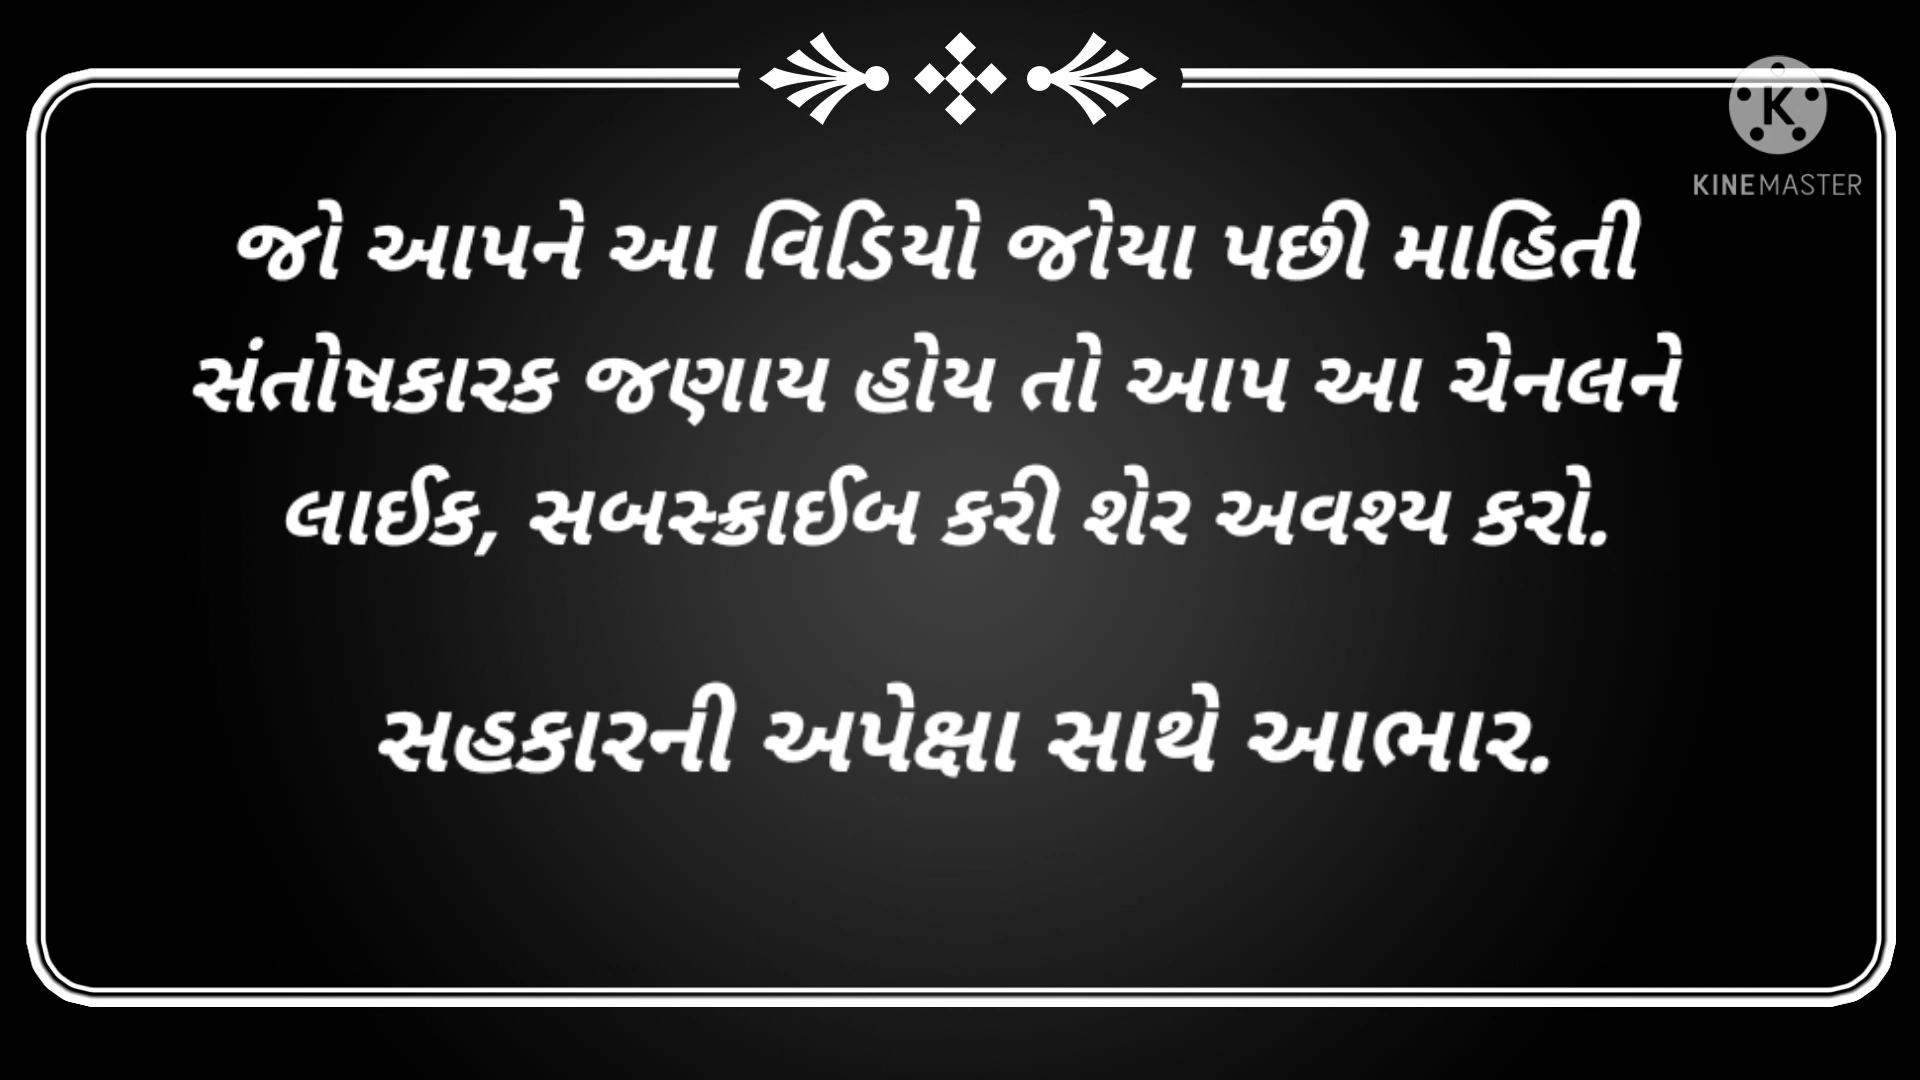 KINEMASTER
જો આપને આ વિડિયો જોયા પછી માહિતી
સંતોષકારક જણાય હોય તો આપ આ ચેનલને
લાઈક, સબસ્ક્રાઈબ કરી શેર અવશ્ય કરો.
સહકારની અપેક્ષા સાથે આભાર.